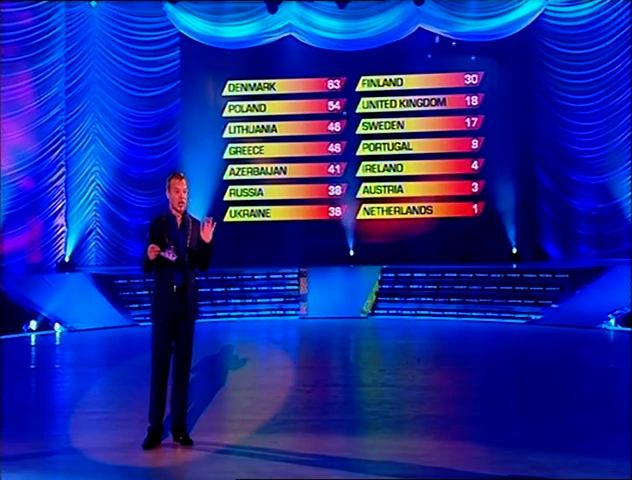 DENMARK 63
POLAND 54
LITHUANIA 46
GREECE 46
AZERBAIJAN 41
RUSSIA 38
UKRAINE 38
FINLAND 30
UNITED KINGDOM 18
SWEDEN 17
PORTUGAL 8
IRELAND 4
AUSTRIA 3
NETHERLANDS 1